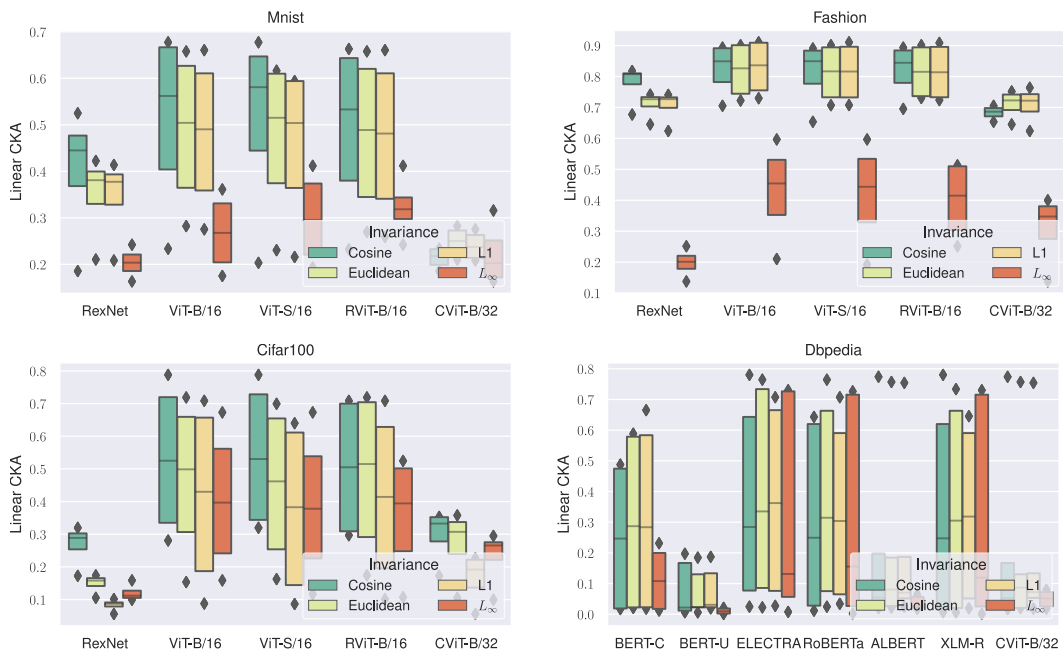 Mnist
0.7
0.6
0.5
0.4
0.3
0.2
Linear CKA
Invariance
Cosine
Euclidean
L1
L∞
RexNet ViT-B/16 ViT-S/16 RViT-B/16 CViT-B/32
Fashion
0.9
0.8
0.7
0.6
0.5
0.4
0.3
0.2
0.1
Linear CKA
Invariance
Cosine
Euclidean
L1
L∞
RexNet ViT-B/16 ViT-S/16 RViT-B/16 CViT-B/32
Cifar100
0.8
0.7
0.6
0.5
0.4
0.3
0.2
0.1
Linear CKA
Invariance
Cosine
Euclidean
L1
L∞
RexNet ViT-B/16 ViT-S/16 RViT-B/16 CViT-B/32
Dbpedia
0.8
0.7
0.6
0.5
0.4
0.3
0.2
0.1
0.0
Linear CKA
Invariance
Cosine
Euclidean
L1
L∞
BERT-C BERT-U ELECTRA RoBERTa ALBERT XLM-R CViT-B/32